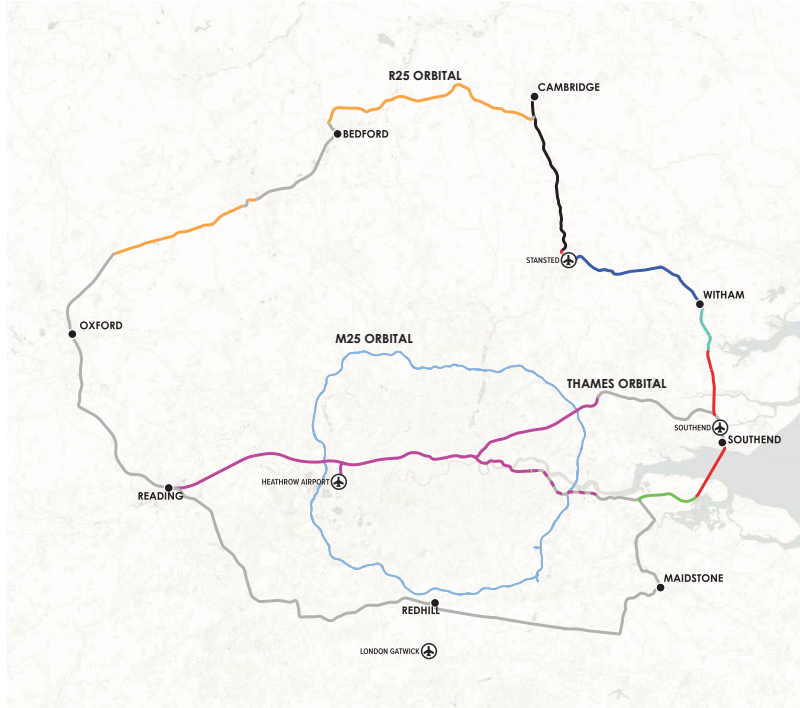 R25 ORBITAL
CAMBRIDGE
BEDFORD
STANSTED
WITHAM
OXFORD
M25 ORBITAL
THAMES ORBITAL
SOUTHEND
SOUTHEND
HEATHROW AIRPORT
READING
MAIDSTONE
REDHILL
LONDON GATWICK